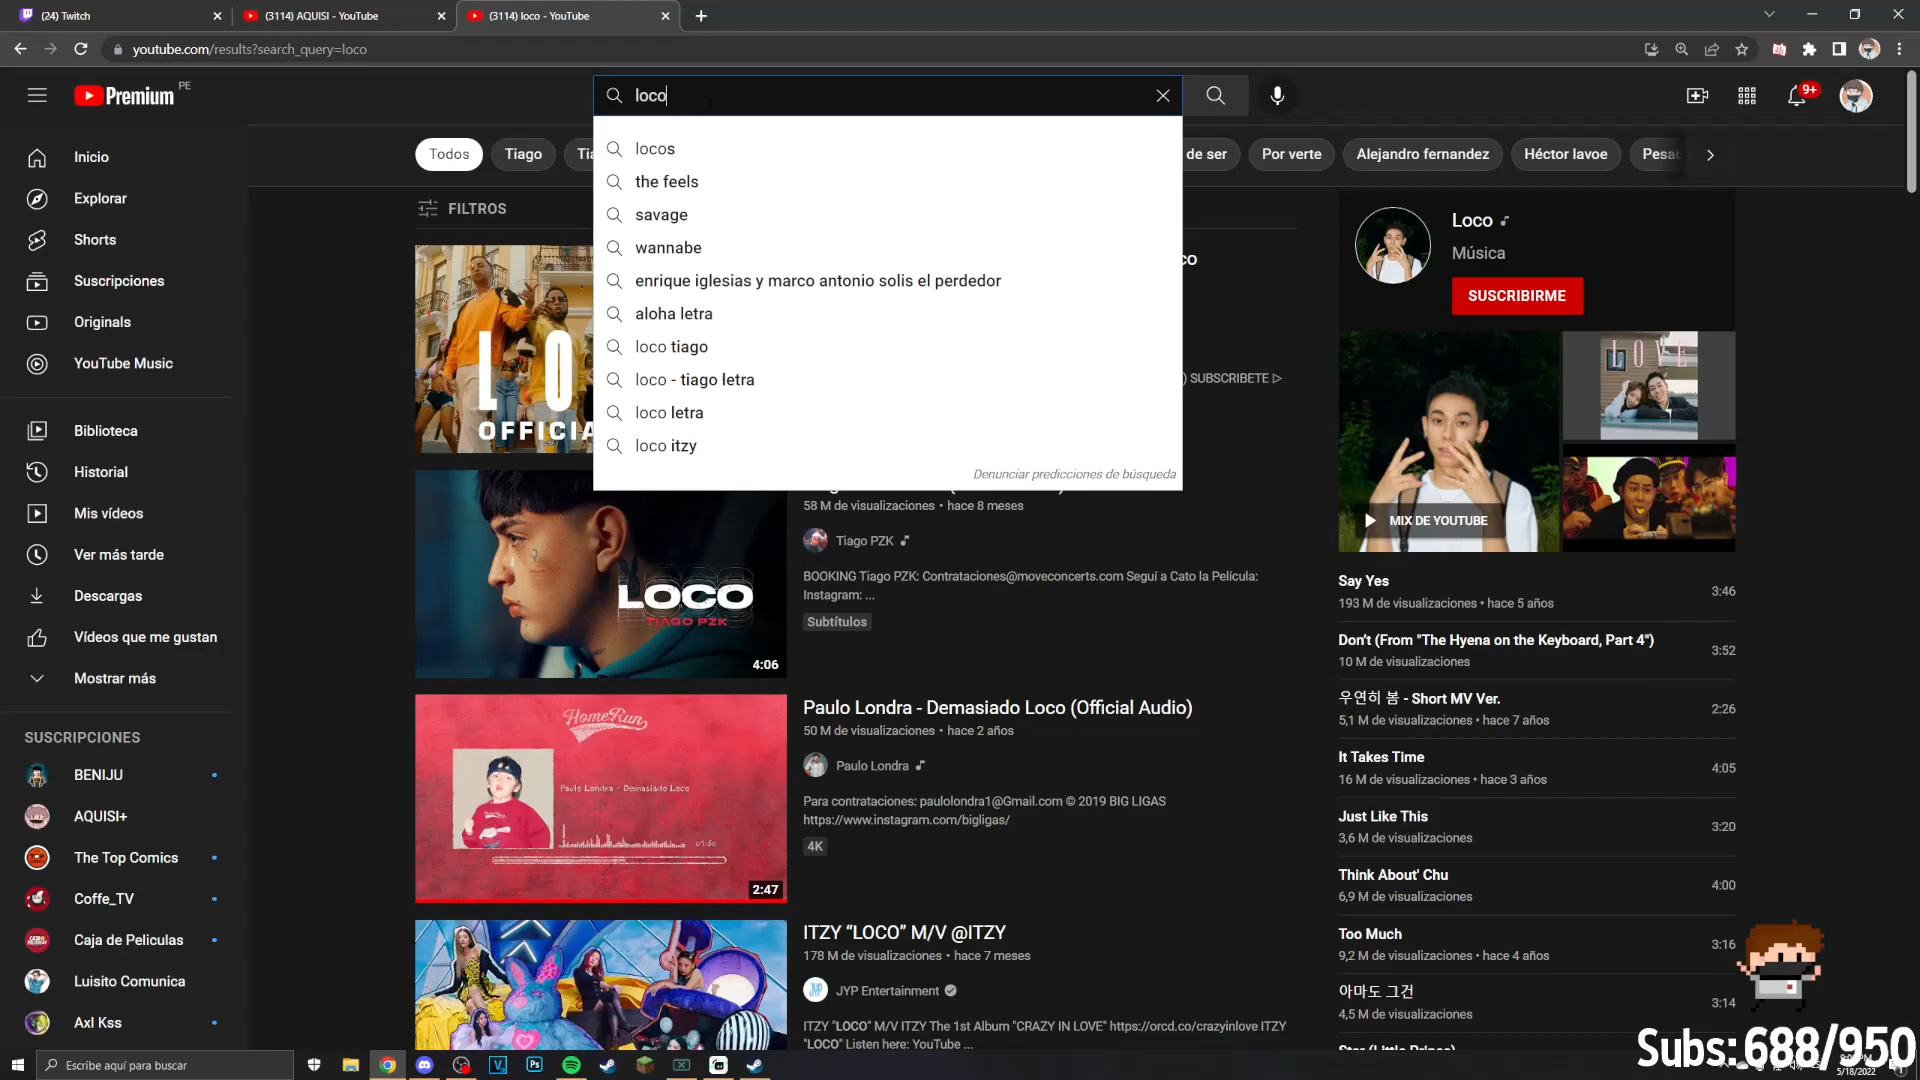 (24) Twitch
(3114) AQUISI - YouTube
(3114) loco - YouTube
youtube.com/results?search_query=loco
Premium PE
loco
9+
Todos
Tiago
de ser
Por verte
Alejandro fernandez
Héctor lavoe
locos
the feels
savage
wannabe
enrique iglesias y marco antonio solis el perdedor
aloha letra
loco tiago
loco - tiago letra
loco letra
loco itzy
Denunciar predicciones de búsqueda
Inicio
Explorar
Shorts
Suscripciones
Originals
YouTube Music
Biblioteca
Historial
Mis vídeos
Ver más tarde
Descargas
Vídeos que me gustan
Mostrar más
SUSCRIPCIONES
BENIJU
AQUISI+
The Top Comics
Coffe_TV
Caja de Peliculas
Luisito Comunica
Axl Kss
FILTROS
) SUBSCRIBETE ▷
58 M de visualizaciones • hace 8 meses
Tiago PZK
BOOKING Tiago PZK: Contrataciones@moveconcerts.com Seguí a Cato la Película:
Instagram: ...
Subtítulos
LOCO
TIAGO PZK
4:06
Paulo Londra - Demasiado Loco (Official Audio)
50 M de visualizaciones • hace 2 años
Paulo Londra
Para contrataciones: paulolondra1@Gmail.com © 2019 BIG LIGAS
https://www.instagram.com/bigligas/
4K
HomeRun
Paulo Londra - Demasiado Loco
2:47
ITZY “LOCO” M/V @ITZY
178 M de visualizaciones • hace 7 meses
JYP Entertainment
ITZY "LOCO" M/V ITZY The 1st Album "CRAZY IN LOVE" https://orcd.co/crazyinlove ITZY
"LOCO" Listen here: YouTube ...
Loco
Música
SUSCRIBIRME
LOVE
MIX DE YOUTUBE
Say Yes
193 M de visualizaciones • hace 5 años
3:46
Don’t (From "The Hyena on the Keyboard, Part 4")
10 M de visualizaciones
3:52
우연히 봄 - Short MV Ver.
5,1 M de visualizaciones • hace 7 años
2:26
It Takes Time
16 M de visualizaciones • hace 3 años
4:05
Just Like This
3,6 M de visualizaciones
3:20
Think About' Chu
6,9 M de visualizaciones
4:00
Too Much
9,2 M de visualizaciones • hace 4 años
3:16
아마도 그건
4,5 M de visualizaciones
3:14
Subs: 688/950
Escribe aquí para buscar
5/18/2022